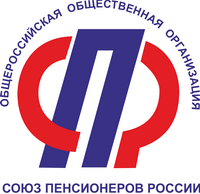 ОБЩЕРОССИЙСКАЯ ОБЩЕСТВЕННАЯ ОРГАНИЗАЦИЯ
СПР
СОЮЗ ПЕНСИОНЕРОВ РОССИИ